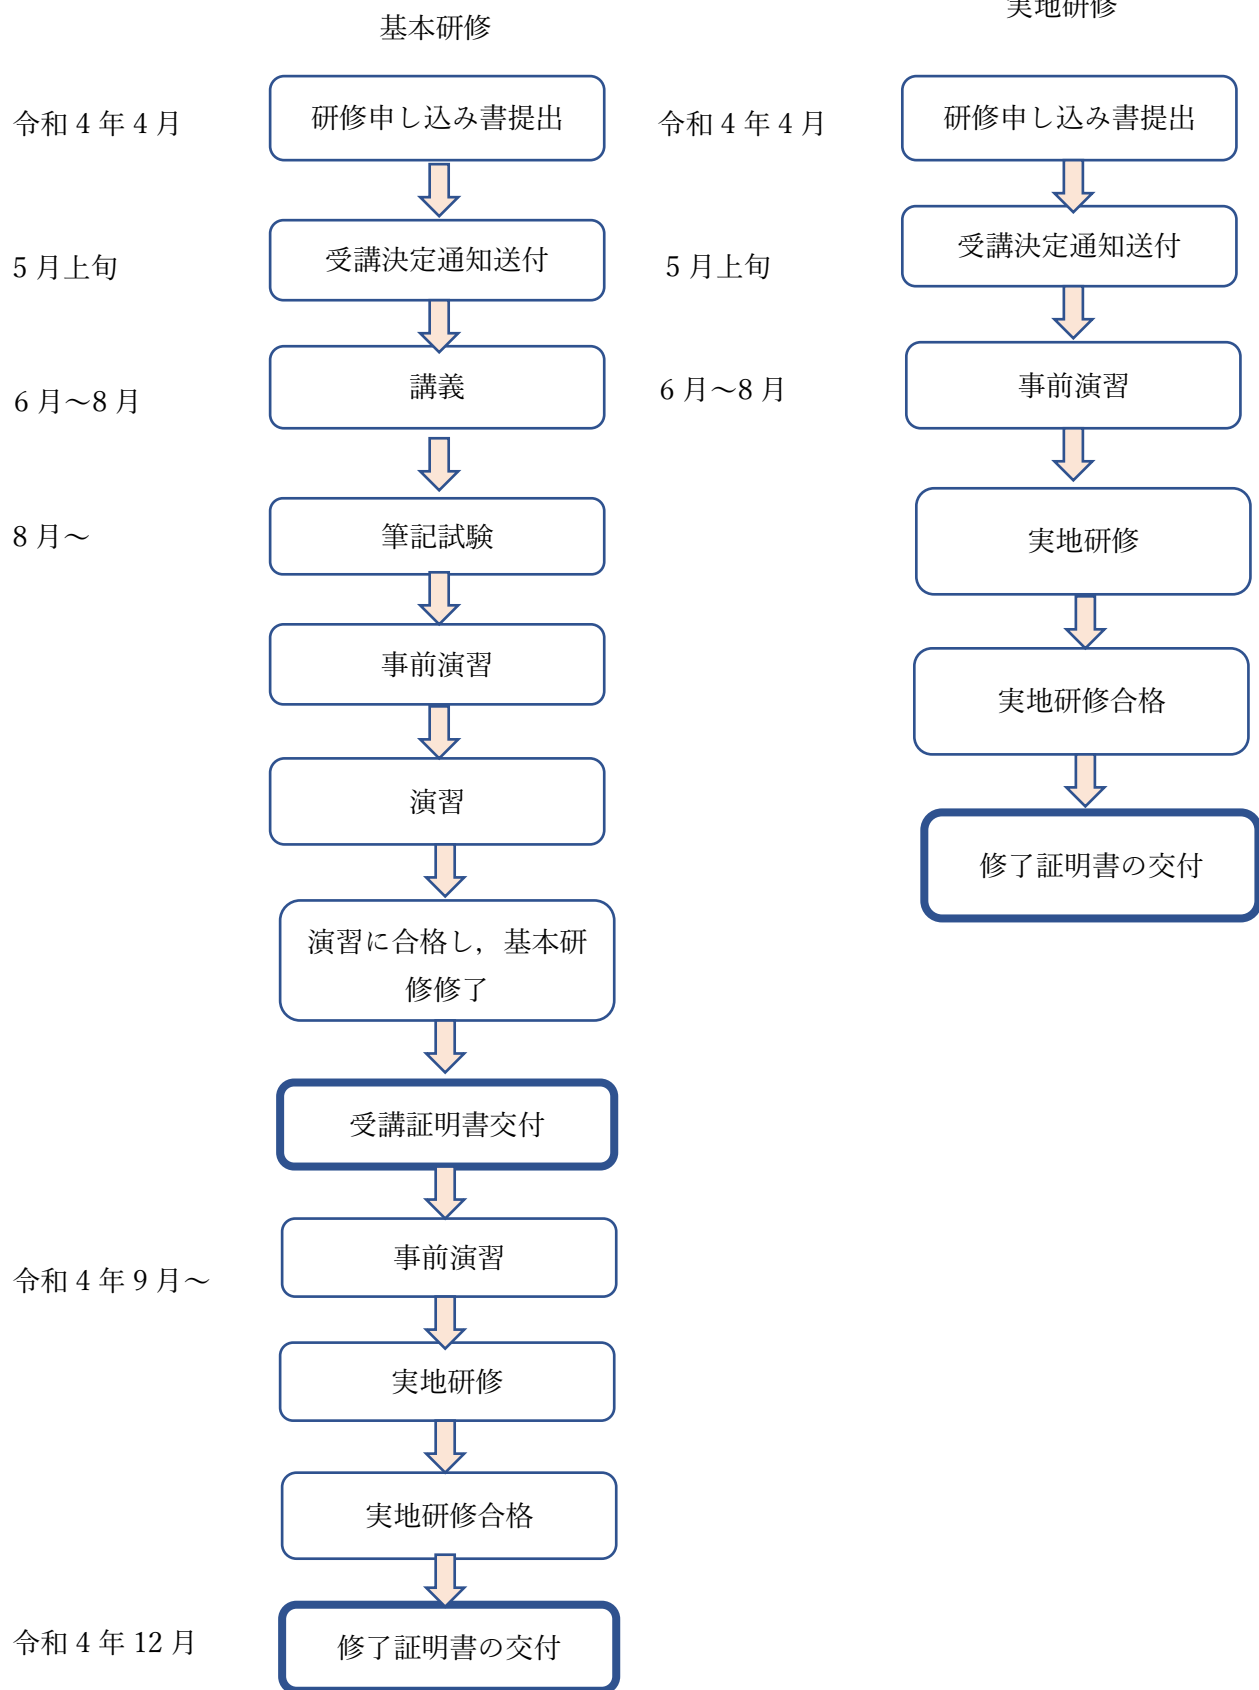 基本研修
令和 4 年 4 月
研修申し込み書提出
5 月上旬
受講決定通知送付
6 月～8 月
講義
8 月～
筆記試験
事前演習
演習
演習に合格し，基本研
修修了
受講証明書交付
令和 4 年 9 月～
事前演習
実地研修
実地研修合格
令和 4 年 12 月
修了証明書の交付
実地研修
令和 4 年 4 月
研修申し込み書提出
5 月上旬
受講決定通知送付
6 月～8 月
事前演習
実地研修
実地研修合格
修了証明書の交付